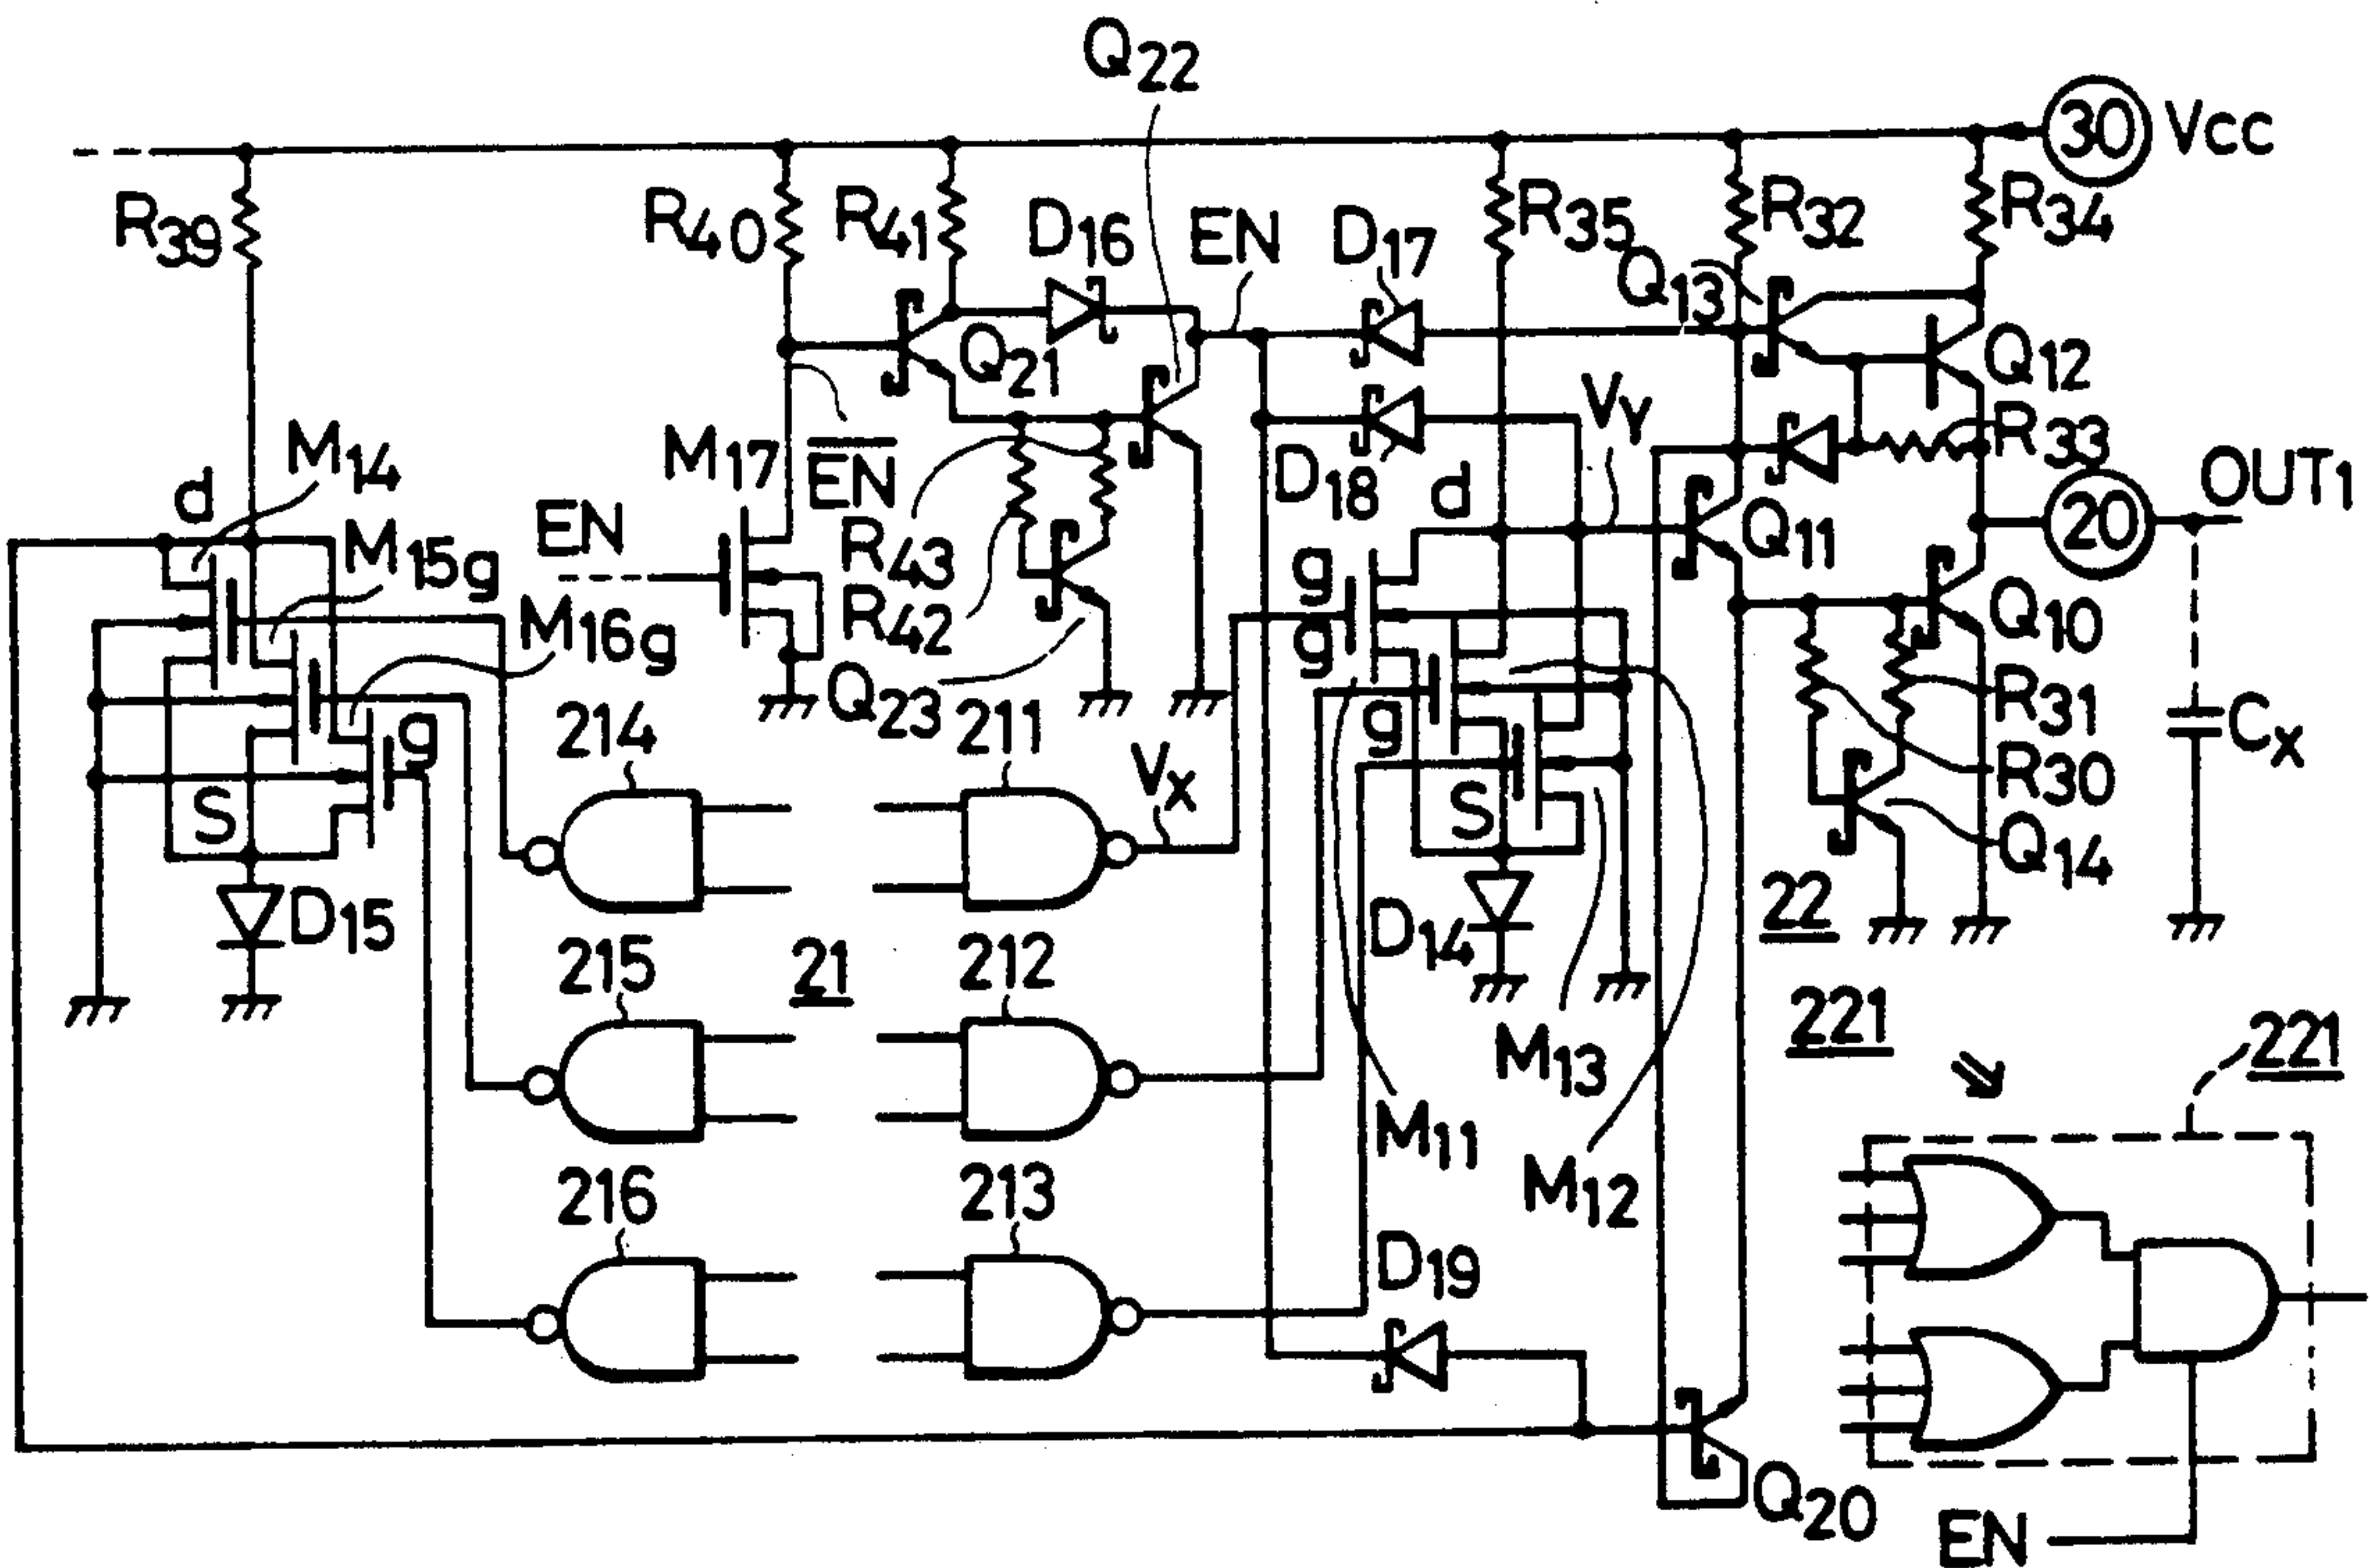 Q22
30 VCC
R39
R40
R41
D16
EN
D17
R35
Q13
R32
R34
Q21
Q12
VY
R33
M14
d
M17
EN
D18
d
OUT1
20
EN
M15g
R43
g
Q11
M16g
R42
g
Q10
Q23
R31
g
214
211
g
CX
VX
R30
S
S
Q14
D15
D14
22
215
21
212
221
M13
221
M11
M12
216
213
D19
Q20
EN